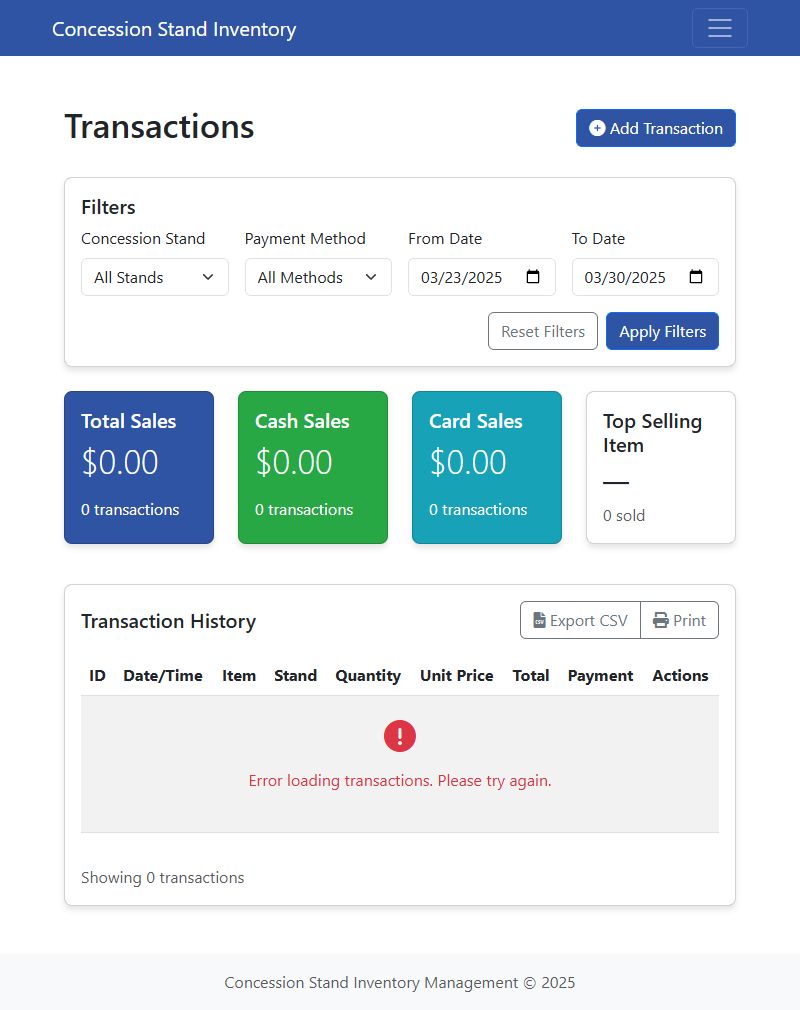 Concession Stand Inventory
Transactions
Add Transaction
Filters
Concession Stand Payment Method From Date To Date
All Stands All Methods 03/23/2025 03/30/2025
Reset Filters Apply Filters
Total Sales
$0.00
0 transactions
Cash Sales
$0.00
0 transactions
Card Sales
$0.00
0 transactions
Top Selling
Item
—
0 sold
Transaction History
CSV Export CSV Print
ID Date/Time Item Stand Quantity Unit Price Total Payment Actions
Error loading transactions. Please try again.
Showing 0 transactions
Concession Stand Inventory Management © 2025